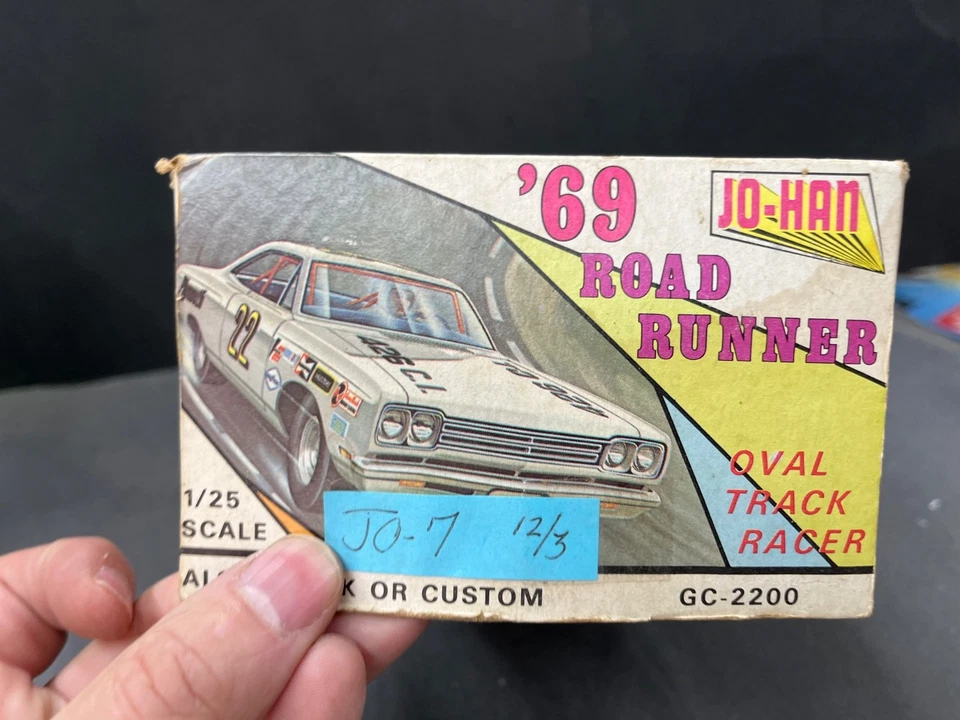 '69
JO-HAN
ROAD
RUNNER
22
426 C.I.
OVAL
TRACK
RACER
1/25
SCALE
JO-7 12/3
K OR CUSTOM
GC-2200